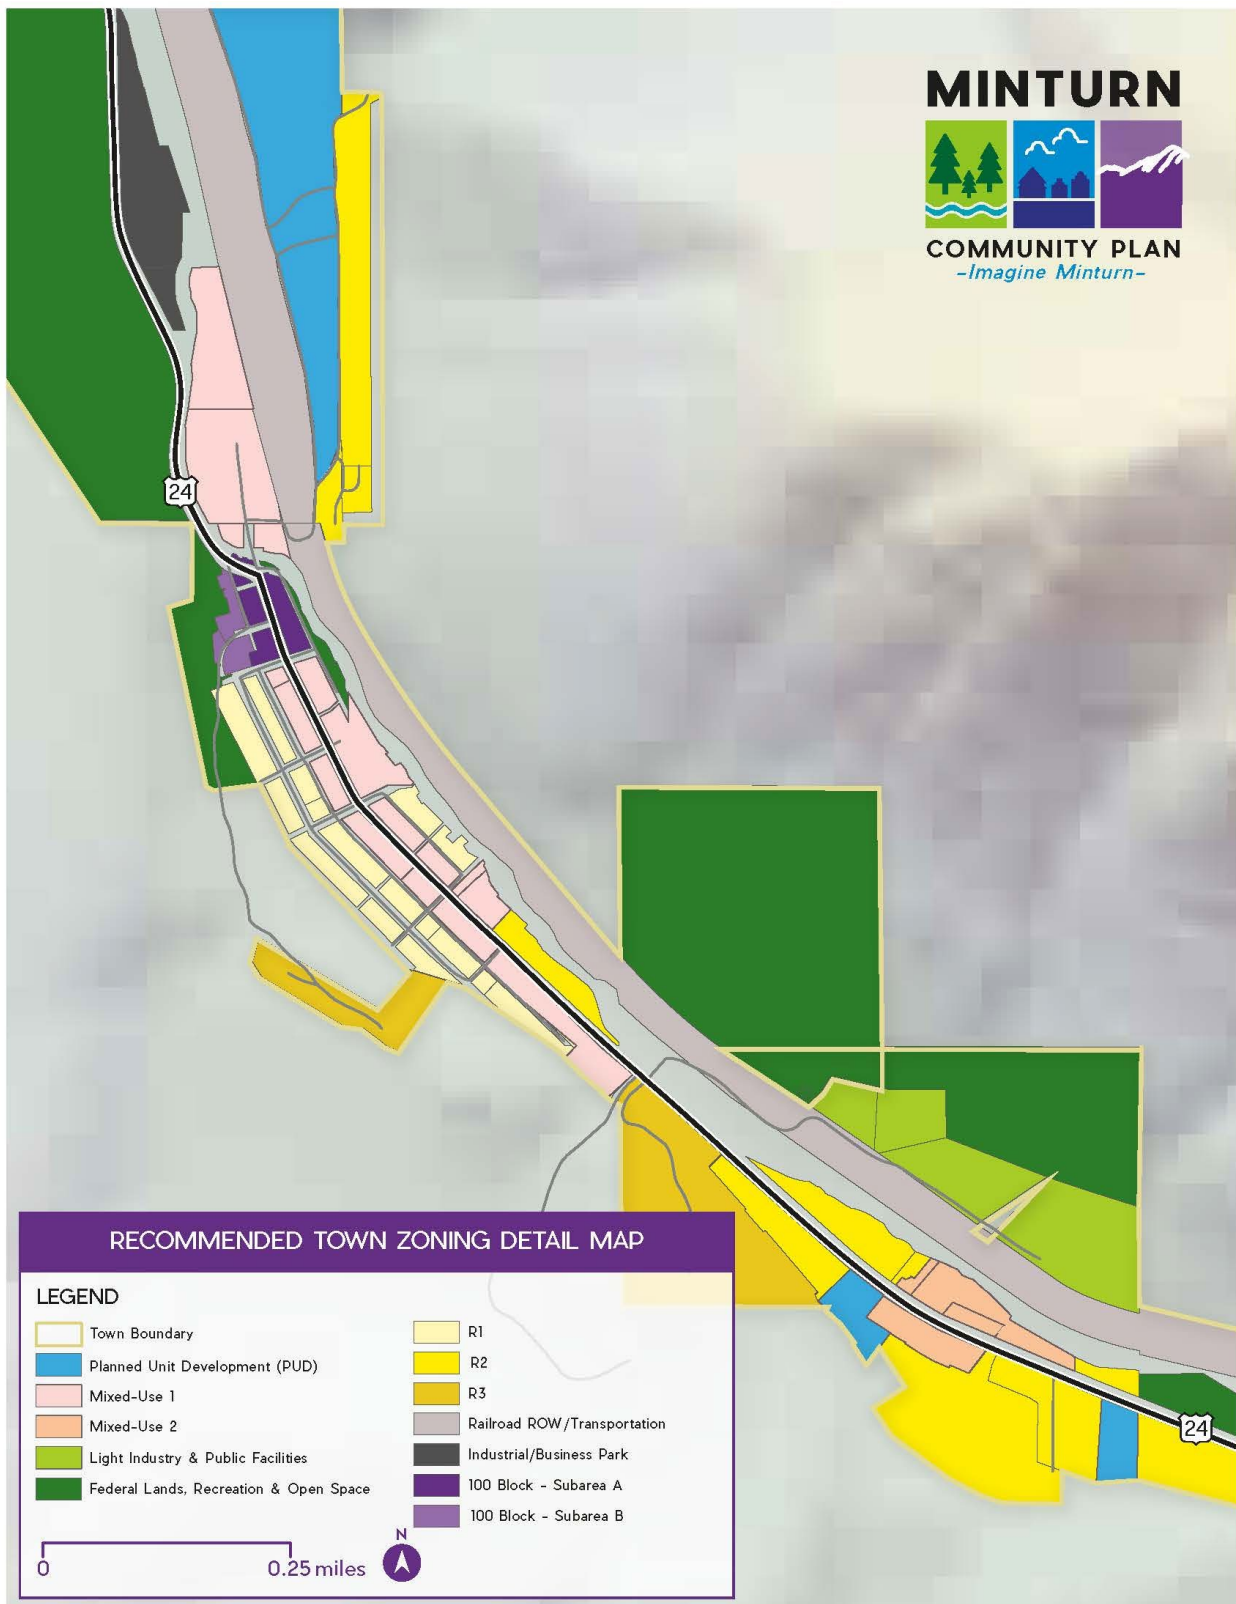 MINTURN
COMMUNITY PLAN
-Imagine Minturn-
24
24
RECOMMENDED TOWN ZONING DETAIL MAP
LEGEND
Town Boundary
Planned Unit Development (PUD)
Mixed-Use 1
Mixed-Use 2
Light Industry & Public Facilities
Federal Lands, Recreation & Open Space
R1
R2
R3
Railroad ROW/Transportation
Industrial/Business Park
100 Block - Subarea A
100 Block - Subarea B
0 0.25 miles
N